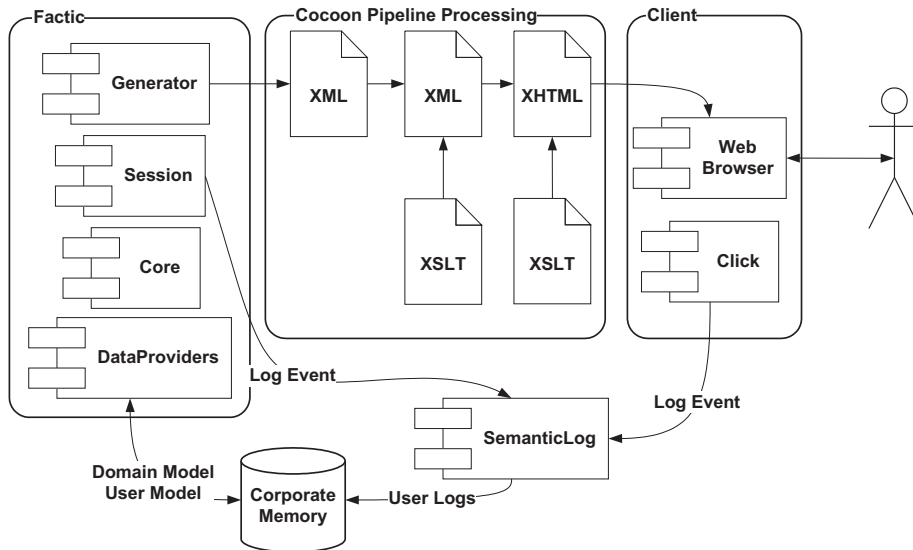 Factic
Cocoon Pipeline Processing
Client
Generator
XML
XML
XHTML
Web
Browser
Session
Core
XSLT
XSLT
Click
DataProviders
Log Event
Log Event
SemanticLog
Domain Model
User Model
Corporate
Memory
User Logs